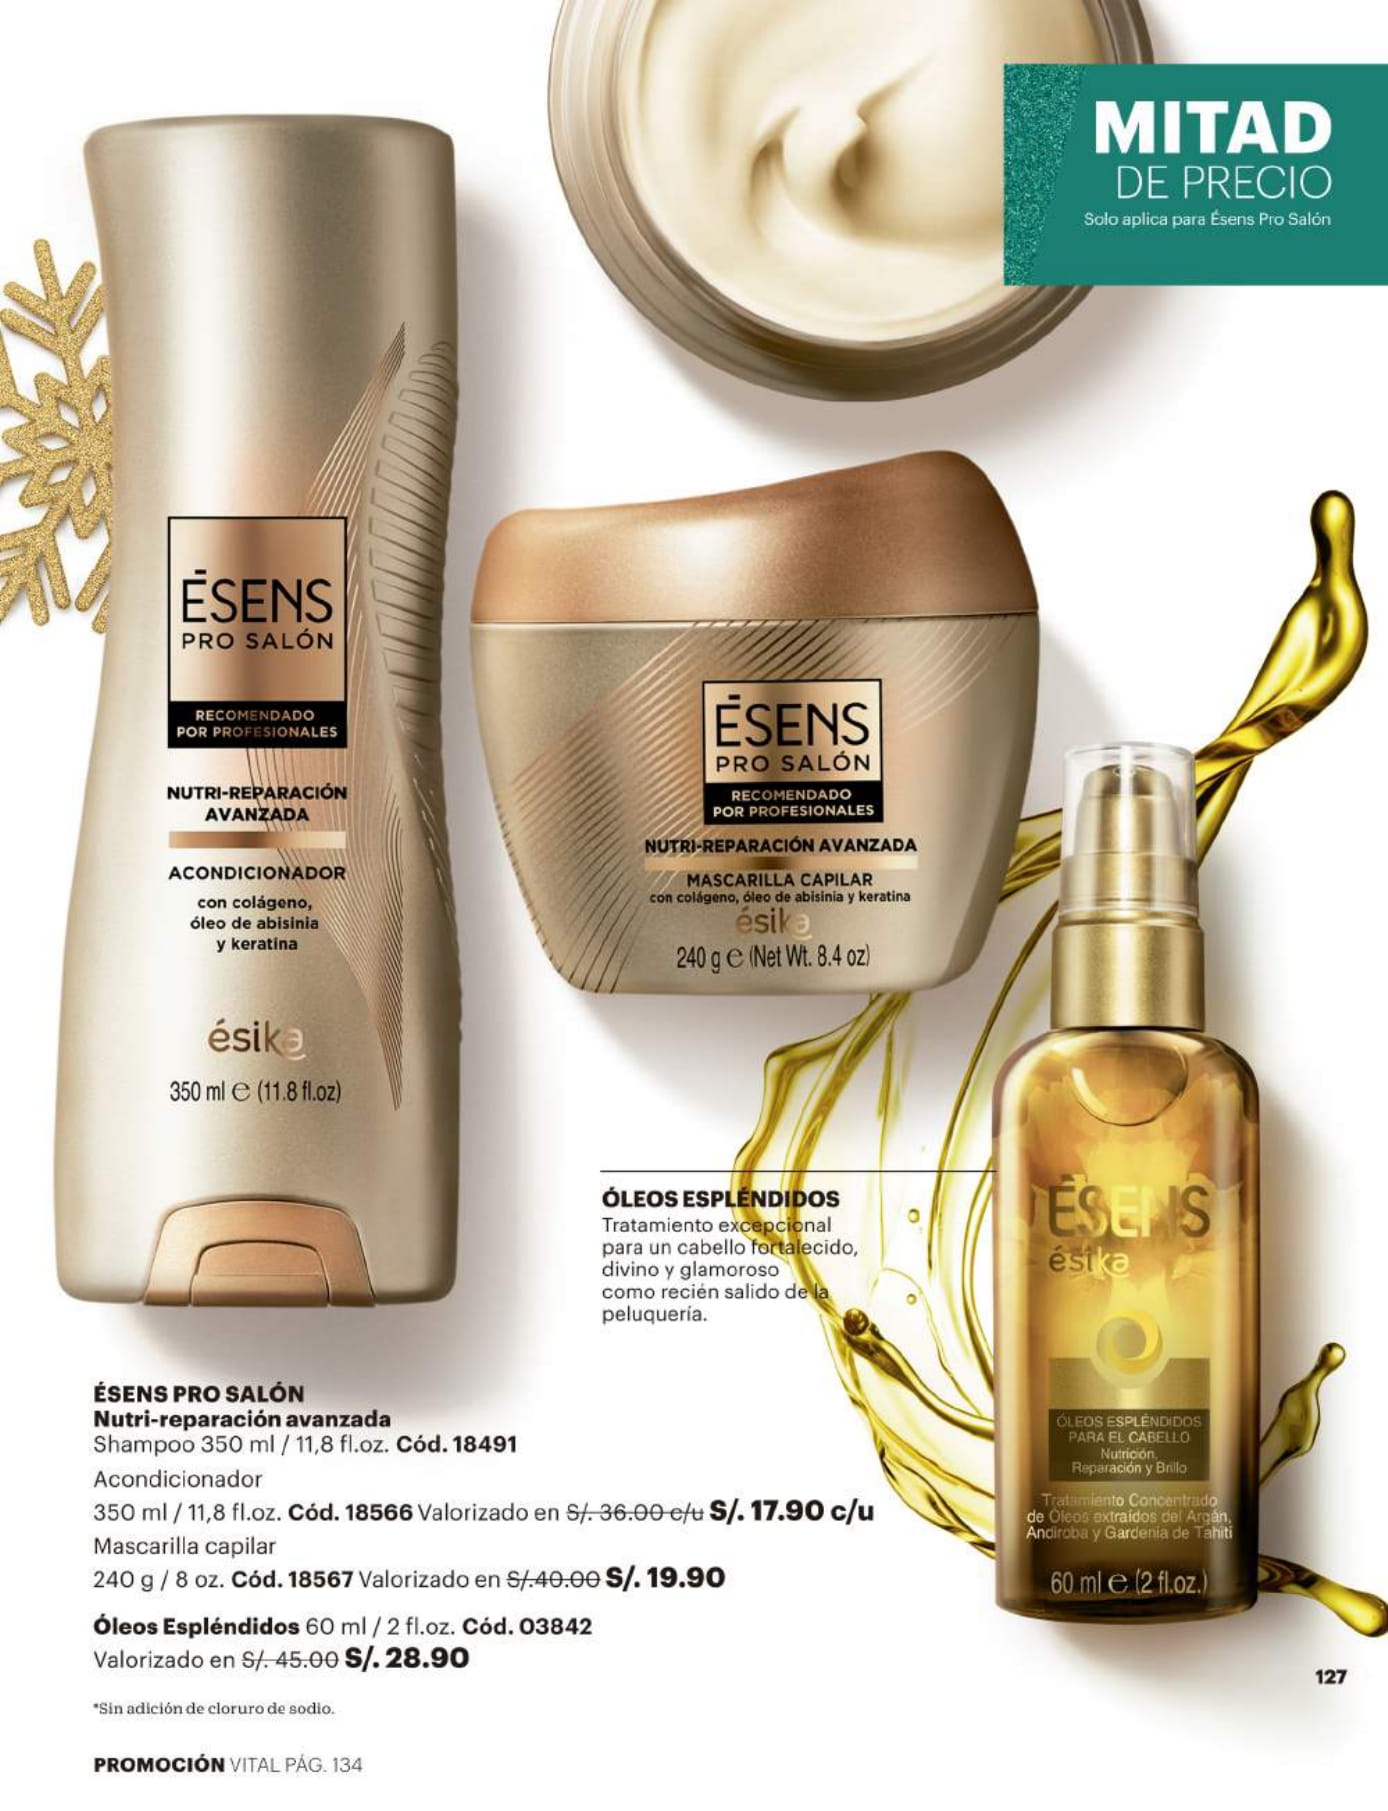 MITAD
DE PRECIO
Solo aplica para Ésens Pro Salón
ĒSENS
PRO SALÓN
RECOMENDADO
POR PROFESIONALES
NUTRI-REPARACIÓN
AVANZADA
ACONDICIONADOR
con colágeno,
óleo de abisinia
y keratina
ésika
350 ml e (11.8 fl.oz)
ĒSENS
PRO SALÓN
RECOMENDADO
POR PROFESIONALES
NUTRI-REPARACIÓN AVANZADA
MASCARILLA CAPILAR
con colágeno, óleo de abisinia y keratina
ésika
240 g e (Net Wt. 8.4 oz)
ÓLEOS ESPLÉNDIDOS
Tratamiento excepcional
para un cabello fortalecido,
divino y glamoroso
como recién salido de la
peluquería.
ĒSENS
ésika
ÓLEOS ESPLÉNDIDOS
PARA EL CABELLO
Nutrición,
Reparación y Brillo
Tratamiento Concentrado
de Óleos extraídos del Argán,
Andiroba y Gardenia de Tahiti
60 ml e (2 fl.oz.)
ÉSENS PRO SALÓN
Nutri-reparación avanzada
Shampoo 350 ml / 11,8 fl.oz. Cód. 18491
Acondicionador
350 ml / 11,8 fl.oz. Cód. 18566 Valorizado en S/. 36.00 c/u S/. 17.90 c/u
Mascarilla capilar
240 g / 8 oz. Cód. 18567 Valorizado en S/.40.00 S/. 19.90
Óleos Espléndidos 60 ml / 2 fl.oz. Cód. 03842
Valorizado en S/. 45.00 S/. 28.90
*Sin adición de cloruro de sodio.
127
PROMOCIÓN VITAL PÁG. 134